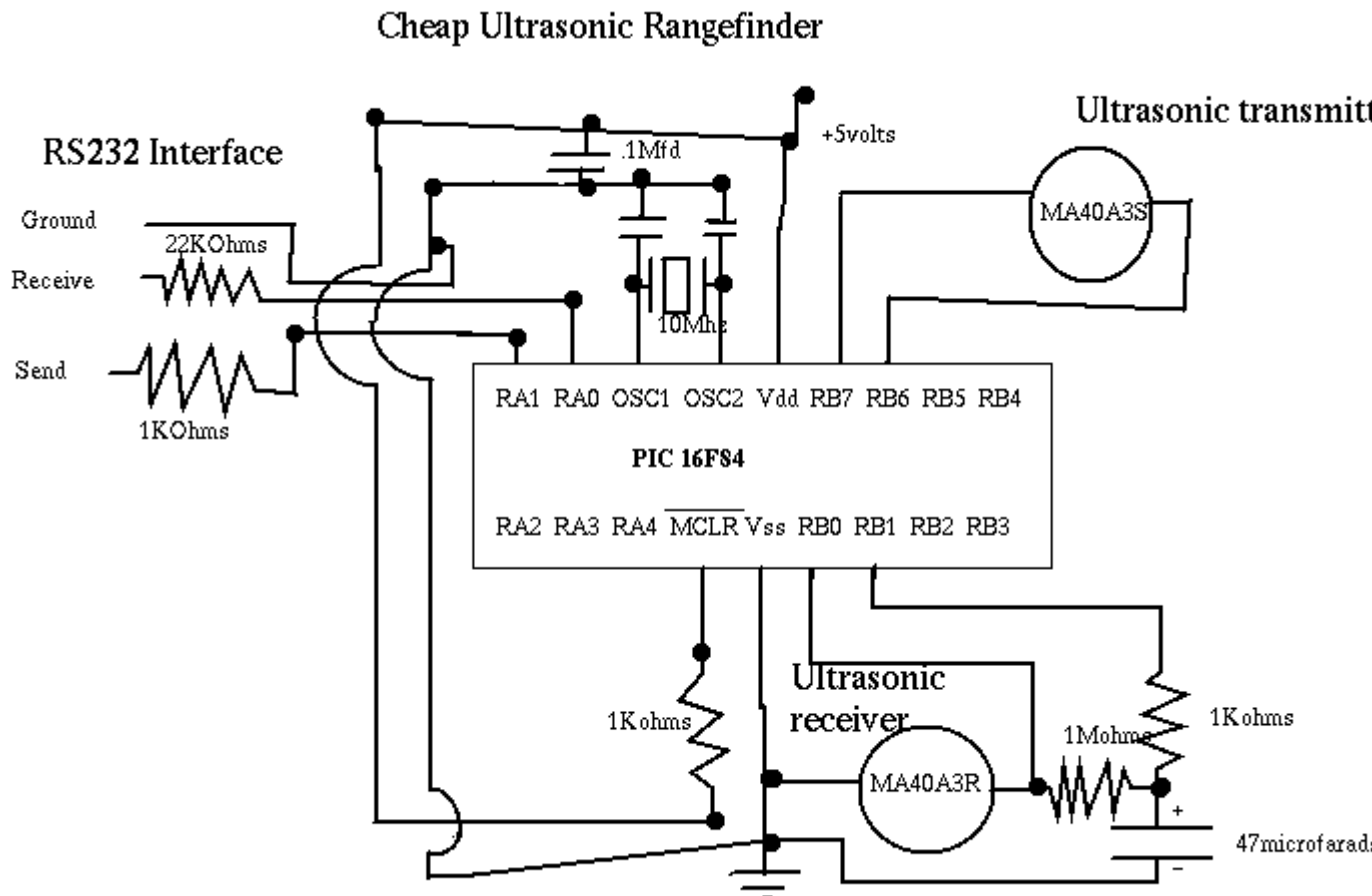 Cheap Ultrasonic Rangefinder
Ultrasonic transmitt
+5volts
.1Mfd
RS232 Interface
Ground
22KOhms
Receive
10Mhz
Send
1KOhms
MA40A3S
RA1 RA0 OSC1 OSC2 Vdd RB7 RB6 RB5 RB4
PIC 16F84
RA2 RA3 RA4 MCLR Vss RB0 RB1 RB2 RB3
Ultrasonic
receiver
1Kohms
MA40A3R
1Mohms
1Kohms
+
47microfarads
−